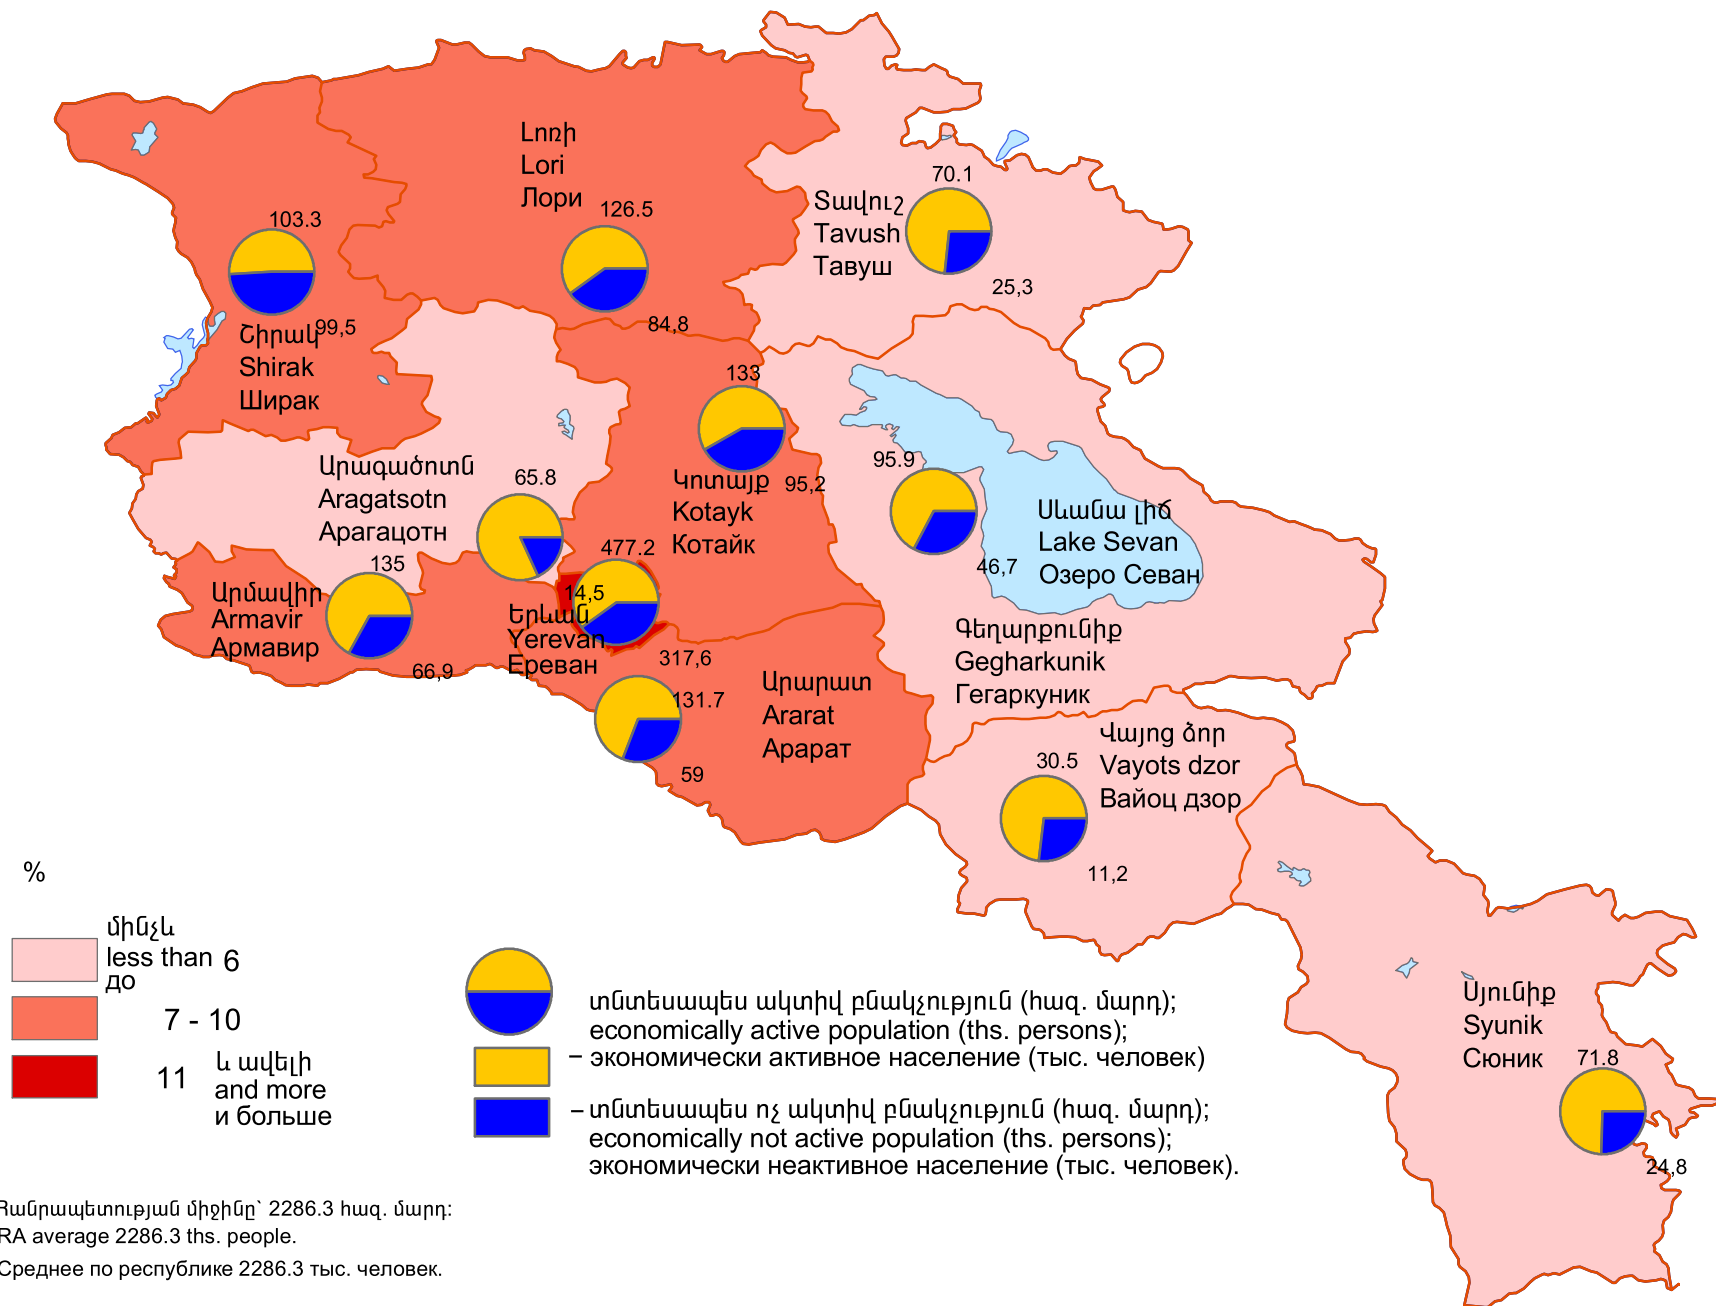 Լոռի
Lori
Лори
126.5
84,8
70.1
Տավուշ
Tavush
Тавуш
25,3
103.3
99,5
Շիրակ
Shirak
Ширак
133
Կոտայք
Kotayk
Котайк
95,2
95.9
46,7
Սևանա լիճ
Lake Sevan
Озеро Севан
Արագածոտն
Aragatsotn
Арагацотн
65.8
14,5
135
Արմավիր
Armavir
Армавир
66,9
477.2
Երևան
Yerevan
Ереван
317,6
131.7
59
Արարատ
Ararat
Арарат
Գեղարքունիք
Gegharkunik
Гегаркуник
Վայոց ձոր
Vayots dzor
Вайоц дзор
30.5
11,2
Սյունիք
Syunik
Сюник
71.8
24,8
%
մինչև
less than 6
до
7 - 10
11 և ավելի
and more
и больше
տնտեսապես ակտիվ բնակչություն (հազ. մարդ);
economically active population (ths. persons);
– экономически активное население (тыс. человек)
– տնտեսապես ոչ ակտիվ բնակչություն (հազ. մարդ);
economically not active population (ths. persons);
экономически неактивное население (тыс. человек).
Հանրապետության միջինը՝ 2286.3 հազ. մարդ:
RA average 2286.3 ths. people.
Среднее по республике 2286.3 тыс. человек.